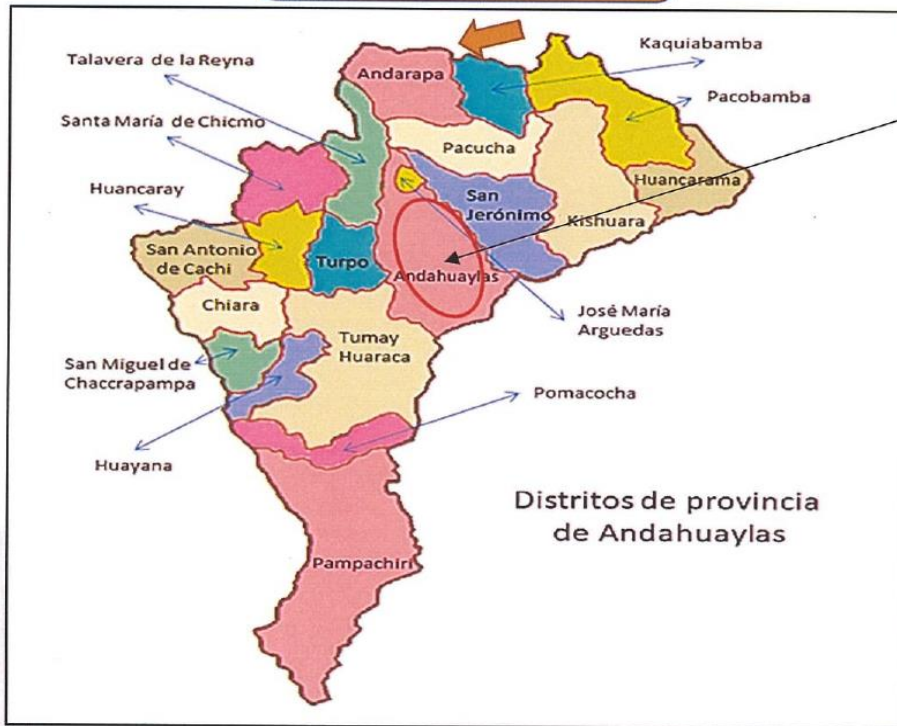 Kaquiabamba
Talavera de la Reyna
Andarapa
Pacobamba
Santa María de Chicmo
Pacucha
Huancarama
Huancaray
San
Jerónimo
Kishuara
San Antonio
de Cachi
Turpo
Andahuaylas
Chiara
José María
Arguedas
Tumay
Huaraca
San Miguel de
Chaccrapampa
Pomacocha
Huayana
Distritos de provincia
de Andahuaylas
Pampachiri